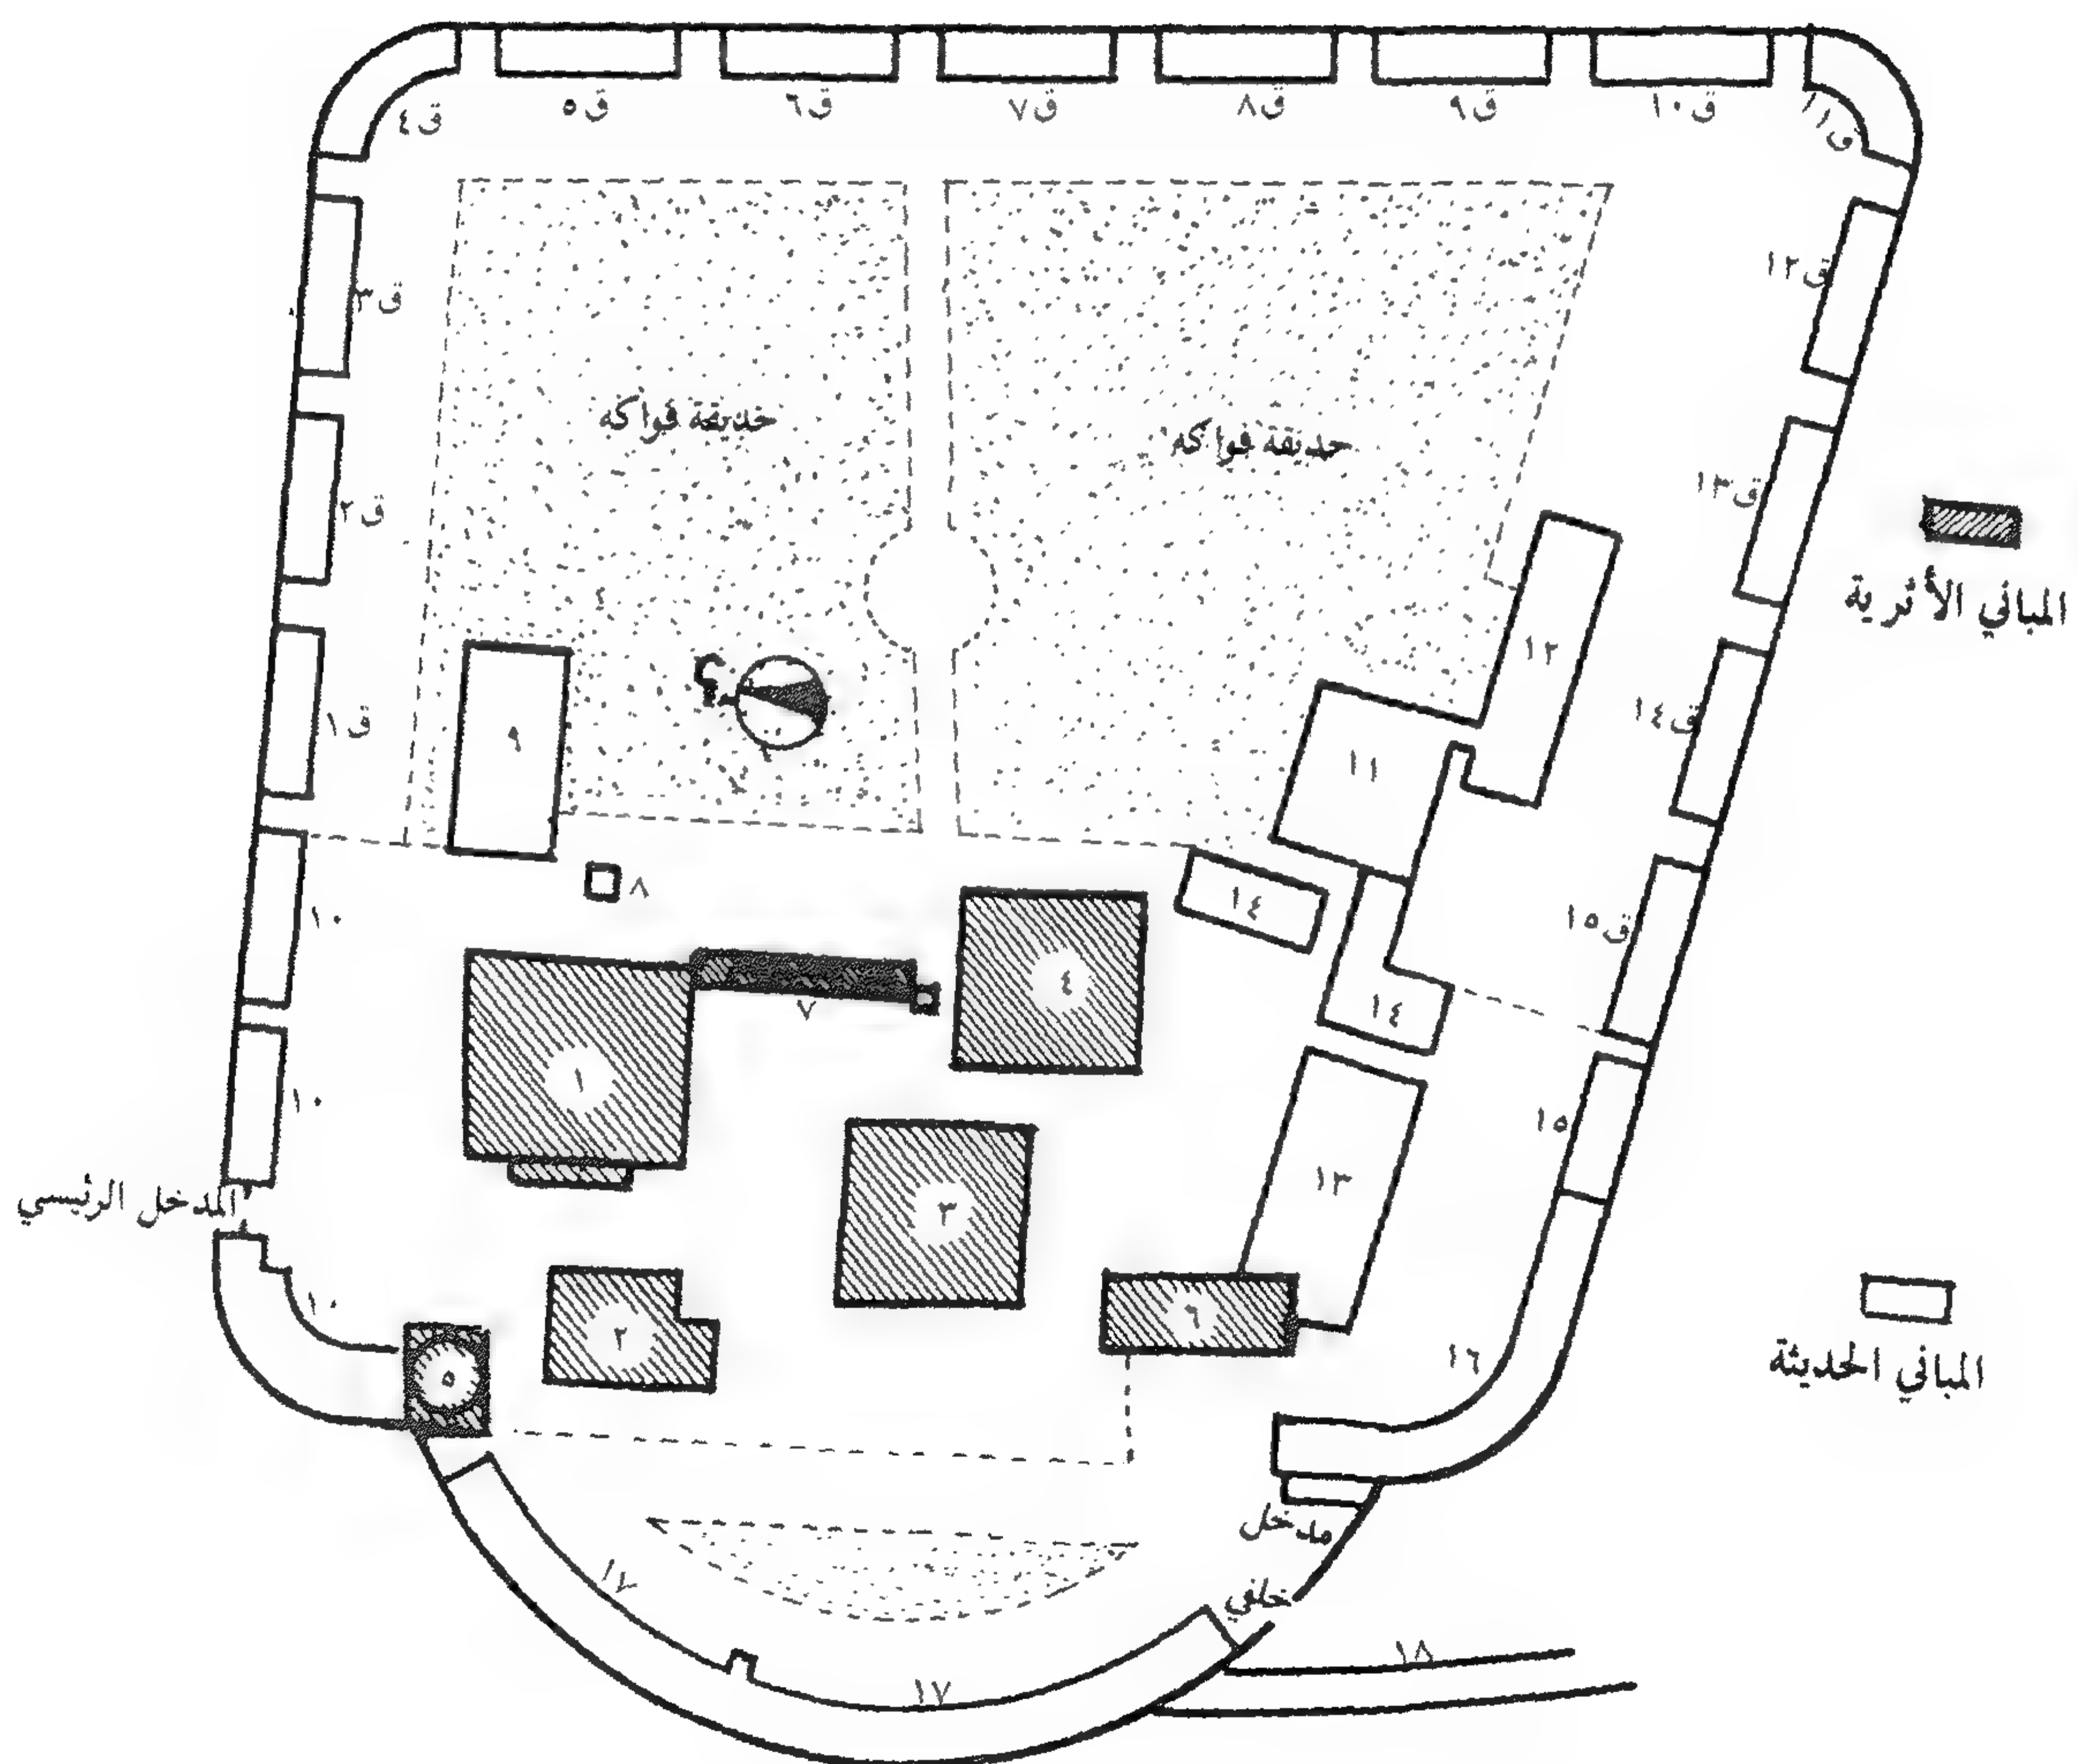 ق٤
ق٥
ق٦
ق٧
ق٨
ق٩
ق١٠
ق١١
ق٣
ق١٢
حديقة فواكه
حديقة فواكه
ق٢
ق١٣
المباني الأثرية
ق١
٩
١١
١٢
ق١٤
٨
١٠
١٤
ق١٥
٧
٤
١٤
١
١٠
١٥
المدخل الرئيسي
٣
١٣
١٠
٢
٦
١٦
المباني الحديثة
٥
مدخل
خلفي
١٧
١٧
١٨